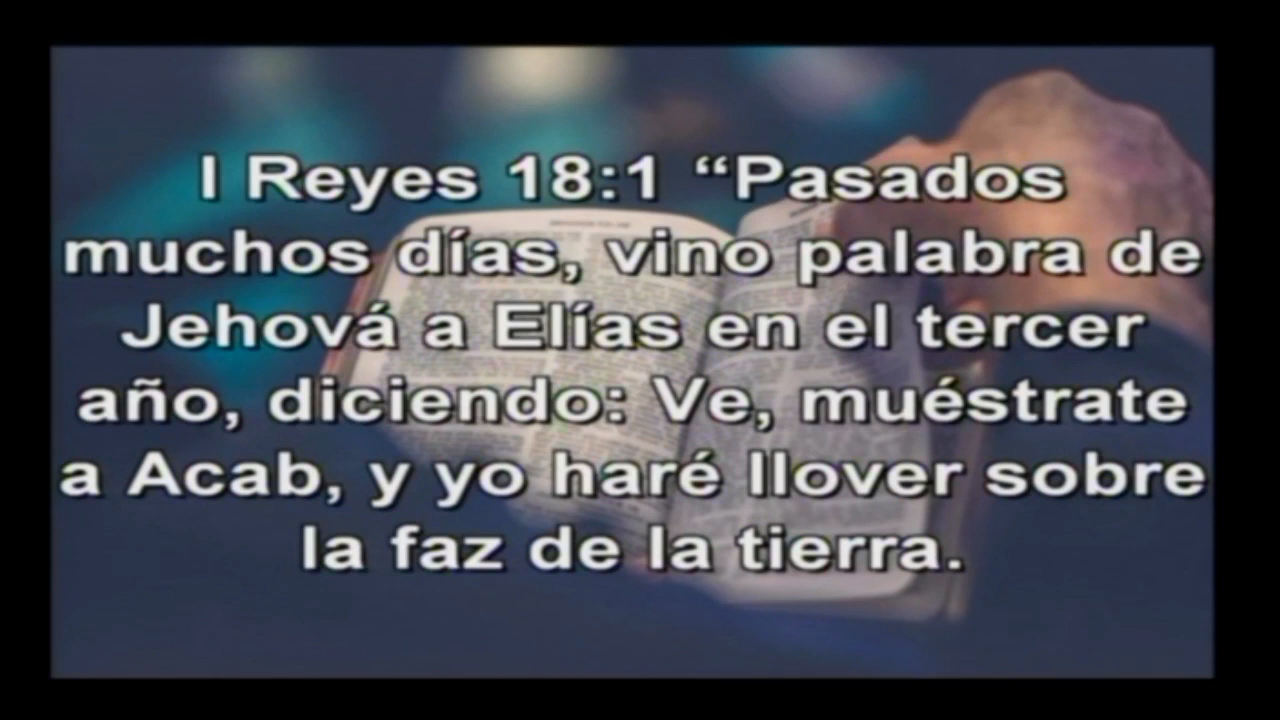 I Reyes 18:1 “Pasados
muchos días, vino palabra de
Jehová a Elías en el tercer
año, diciendo: Ve, muéstrate
a Acab, y yo haré llover sobre
la faz de la tierra.